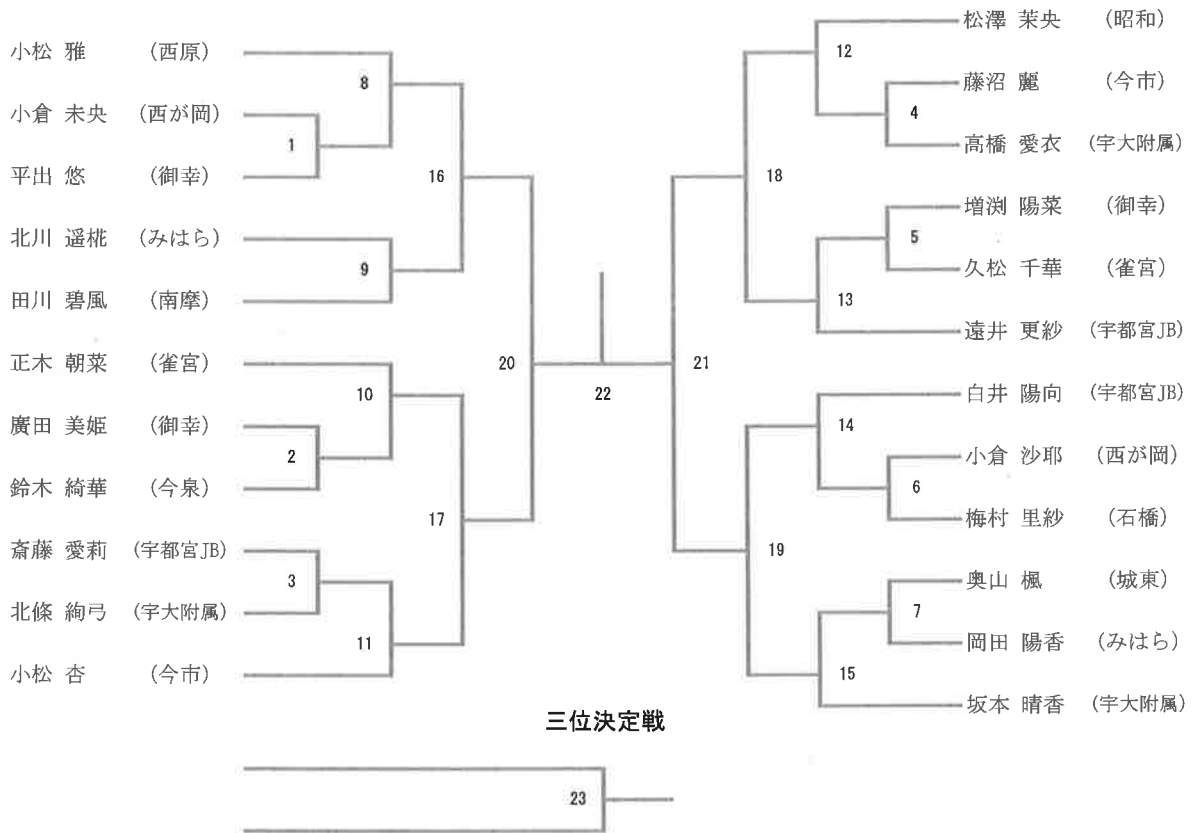 小松 雅 (西原)
小倉 未央 (西が岡)
平出 悠 (御幸)
北川 遥椛 (みはら)
田川 碧風 (南摩)
正木 朝菜 (雀宮)
廣田 美姫 (御幸)
鈴木 綺華 (今泉)
斎藤 愛莉 (宇都宮JB)
北條 絢弓 (宇大附属)
小松 杏 (今市)
8
1
16
9
20
10
2
17
3
11
22
松澤 茉央 (昭和)
藤沼 麗 (今市)
高橋 愛衣 (宇大附属)
増渕 陽菜 (御幸)
久松 千華 (雀宮)
遠井 更紗 (宇都宮JB)
白井 陽向 (宇都宮JB)
小倉 沙耶 (西が岡)
梅村 里紗 (石橋)
奥山 楓 (城東)
岡田 陽香 (みはら)
坂本 晴香 (宇大附属)
12
4
18
5
13
21
14
6
19
7
15
三位決定戦
23